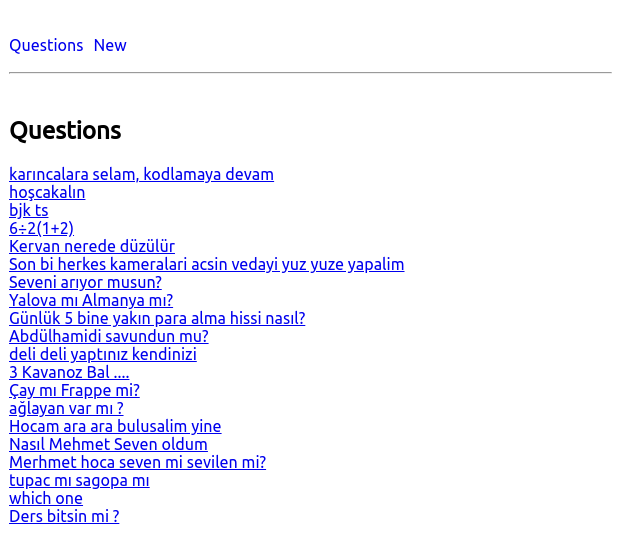 Questions New
Questions
karıncalara selam, kodlamaya devam
hoşcakalın
bjk ts
6÷2(1+2)
Kervan nerede düzülür
Son bi herkes kameralari acsin vedayi yuz yuze yapalim
Seveni arıyor musun?
Yalova mı Almanya mı?
Günlük 5 bine yakın para alma hissi nasıl?
Abdülhamidi savundun mu?
deli deli yaptınız kendinizi
3 Kavanoz Bal ....
Çay mı Frappe mi?
ağlayan var mı ?
Hocam ara ara bulusalim yine
Nasıl Mehmet Seven oldum
Merhmet hoca seven mi sevilen mi?
tupac mı sagopa mı
which one
Ders bitsin mi ?